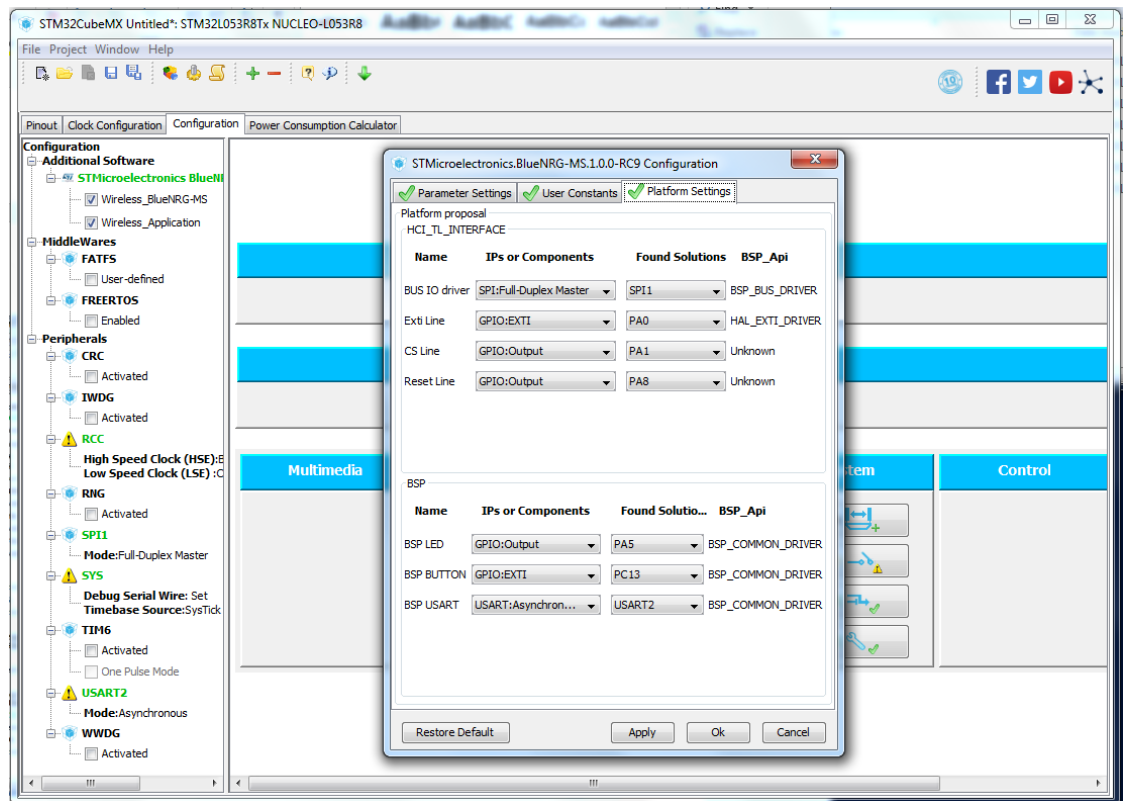 STM32CubeMX Untitled*: STM32L053R8Tx NUCLEO-L053R8
File Project Window Help
Pinout Clock Configuration Configuration Power Consumption Calculator
Configuration
Additional Software
STMicroelectronics BlueN
Wireless_BlueNRG-MS
Wireless_Application
MiddleWares
FATFS
User-defined
FREERTOS
Enabled
Peripherals
CRC
Activated
IWDG
Activated
RCC
High Speed Clock (HSE):
Low Speed Clock (LSE) :
RNG
Activated
SPI1
Mode:Full-Duplex Master
SYS
Debug Serial Wire: Set
Timebase Source:SysTick
TIM6
Activated
One Pulse Mode
USART2
Mode:Asynchronous
WWDG
Activated
Multimedia
stem
Control
STMicroelectronics.BlueNRG-MS.1.0.0-RC9 Configuration
Parameter Settings User Constants Platform Settings
Platform proposal
HCI_TL_INTERFACE
Name IPs or Components Found Solutions BSP_Api
BUS IO driver SPI:Full-Duplex Master SPI1 BSP_BUS_DRIVER
Exti Line GPIO:EXTI PA0 HAL_EXTI_DRIVER
CS Line GPIO:Output PA1 Unknown
Reset Line GPIO:Output PA8 Unknown
BSP
Name IPs or Components Found Solutio... BSP_Api
BSP LED GPIO:Output PA5 BSP_COMMON_DRIVER
BSP BUTTON GPIO:EXTI PC13 BSP_COMMON_DRIVER
BSP USART USART:Asynchron... USART2 BSP_COMMON_DRIVER
Restore Default Apply Ok Cancel